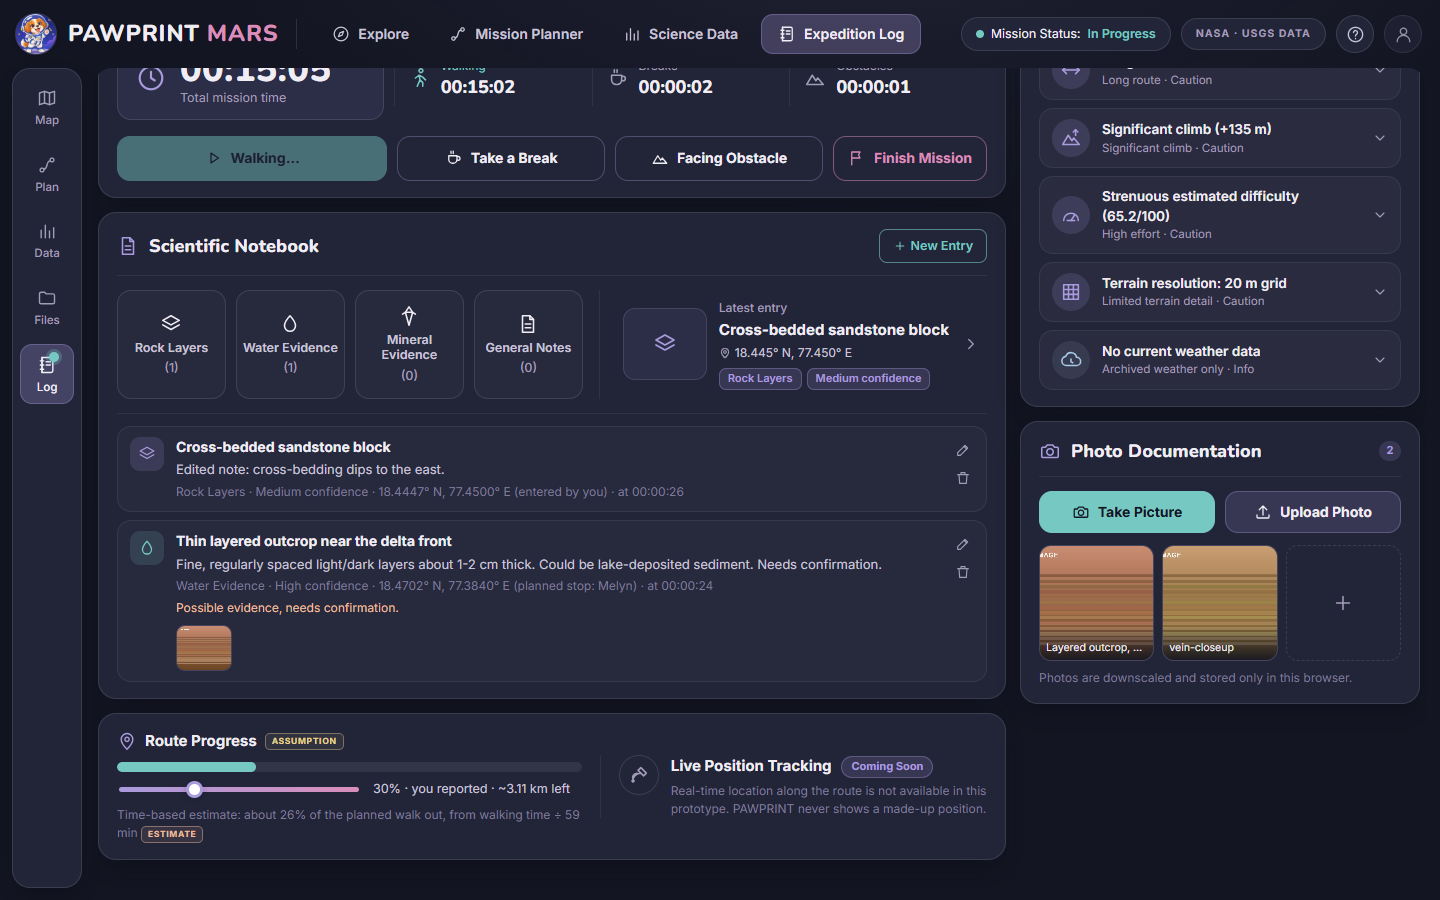 PAWPRINT MARS
Explore
Mission Planner
Science Data
Expedition Log
Mission Status: In Progress
NASA · USGS DATA
Map
Plan
Data
Files
Log
00:15:05
Total mission time
Walking
00:15:02
Breaks
00:00:02
Obstacles
00:00:01
Walking...
Take a Break
Facing Obstacle
Finish Mission
Scientific Notebook
+ New Entry
Rock Layers
(1)
Water Evidence
(1)
Mineral
Evidence
(0)
General Notes
(0)
Latest entry
Cross-bedded sandstone block
18.445° N, 77.450° E
Rock Layers
Medium confidence
Cross-bedded sandstone block
Edited note: cross-bedding dips to the east.
Rock Layers · Medium confidence · 18.4447° N, 77.4500° E (entered by you) · at 00:00:26
Thin layered outcrop near the delta front
Fine, regularly spaced light/dark layers about 1-2 cm thick. Could be lake-deposited sediment. Needs confirmation.
Water Evidence · High confidence · 18.4702° N, 77.3840° E (planned stop: Melyn) · at 00:00:24
Possible evidence, needs confirmation.
Route Progress
ASSUMPTION
30% · you reported · ~3.11 km left
Time-based estimate: about 26% of the planned walk out, from walking time ÷ 59
min ESTIMATE
Live Position Tracking
Coming Soon
Real-time location along the route is not available in this
prototype. PAWPRINT never shows a made-up position.
Long route · Caution
Significant climb (+135 m)
Significant climb · Caution
Strenuous estimated difficulty
(65.2/100)
High effort · Caution
Terrain resolution: 20 m grid
Limited terrain detail · Caution
No current weather data
Archived weather only · Info
Photo Documentation
2
Take Picture
Upload Photo
Layered outcrop, ...
vein-closeup
Photos are downscaled and stored only in this browser.